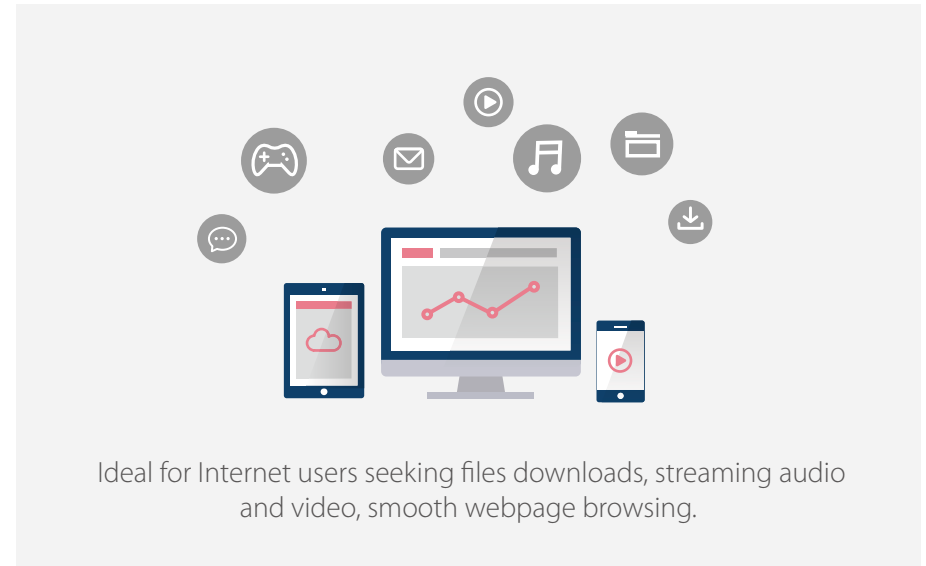 Ideal for Internet users seeking files downloads, streaming audio
and video, smooth webpage browsing.